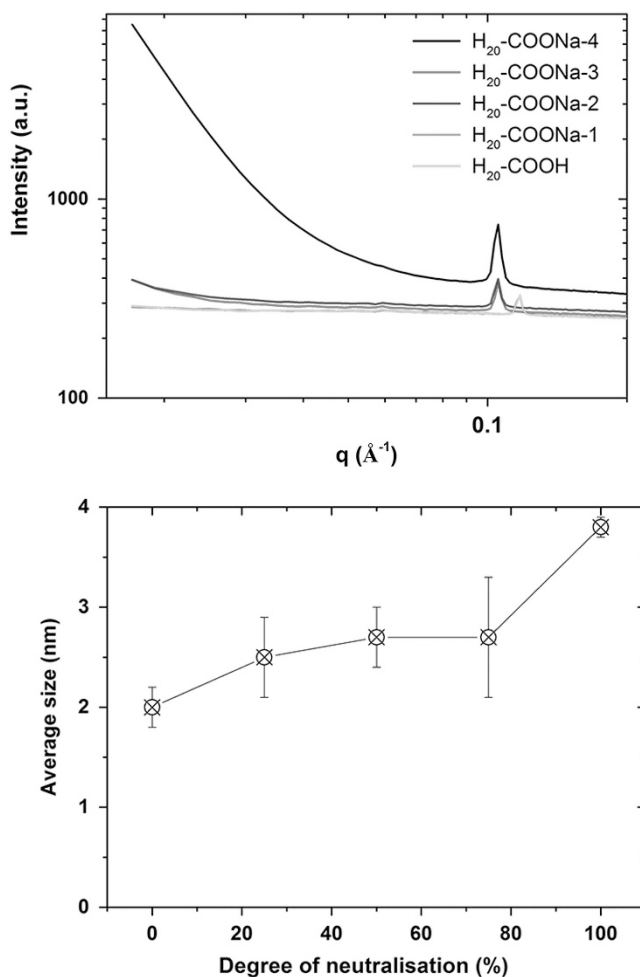 H₂₀-COONa-4
H₂₀-COONa-3
H₂₀-COONa-2
H₂₀-COONa-1
H₂₀-COOH
Intensity (a.u.)
1000
100
0.1
q (Å⁻¹)
Average size (nm)
4
3
2
1
0
0 20 40 60 80 100
Degree of neutralisation (%)